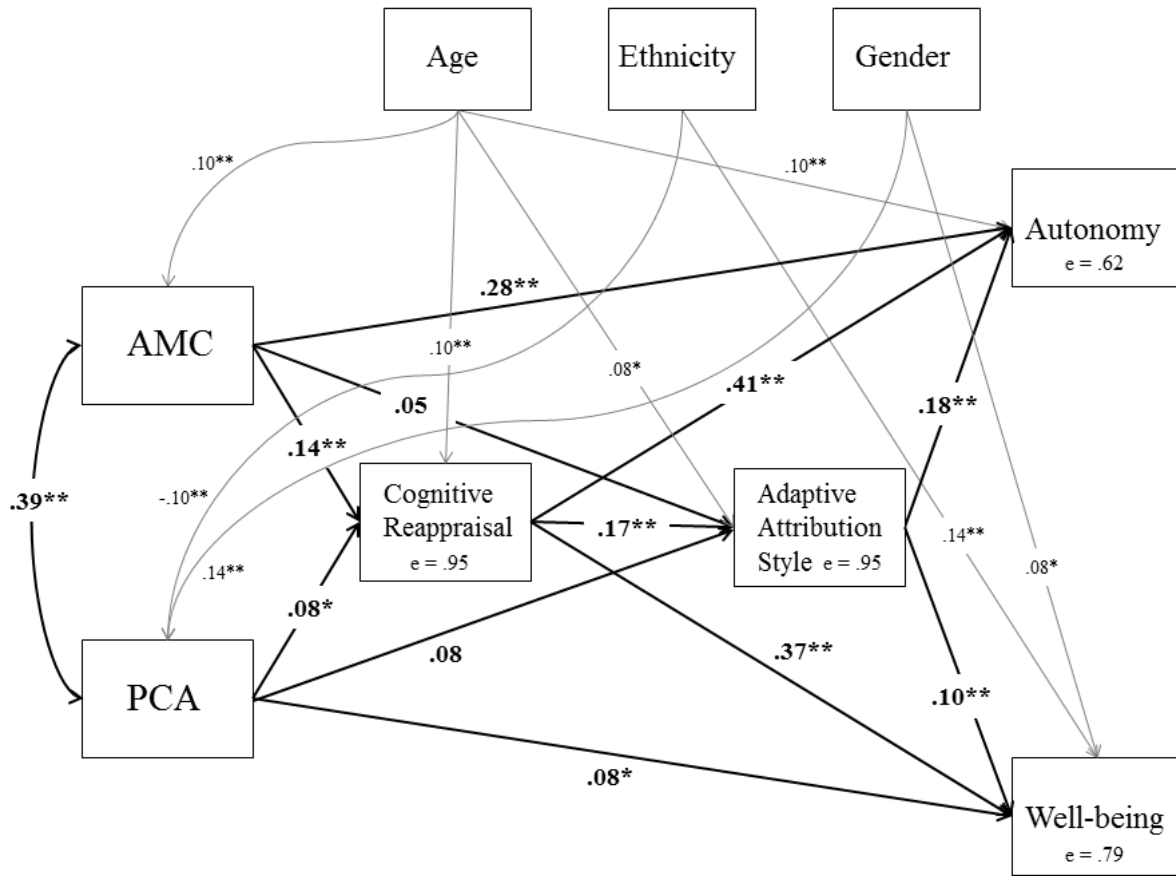 Age
Ethnicity
Gender
.10**
.10**
Autonomy
e = .62
.28**
AMC
.10**
.08*
.41**
.05
.18**
.14**
Cognitive
Reappraisal
e = .95
Adaptive
Attribution
Style e = .95
-.10**
.39**
.17**
.14**
.14**
.08*
.08*
.08
.37**
PCA
.10**
.08*
Well-being
e = .79